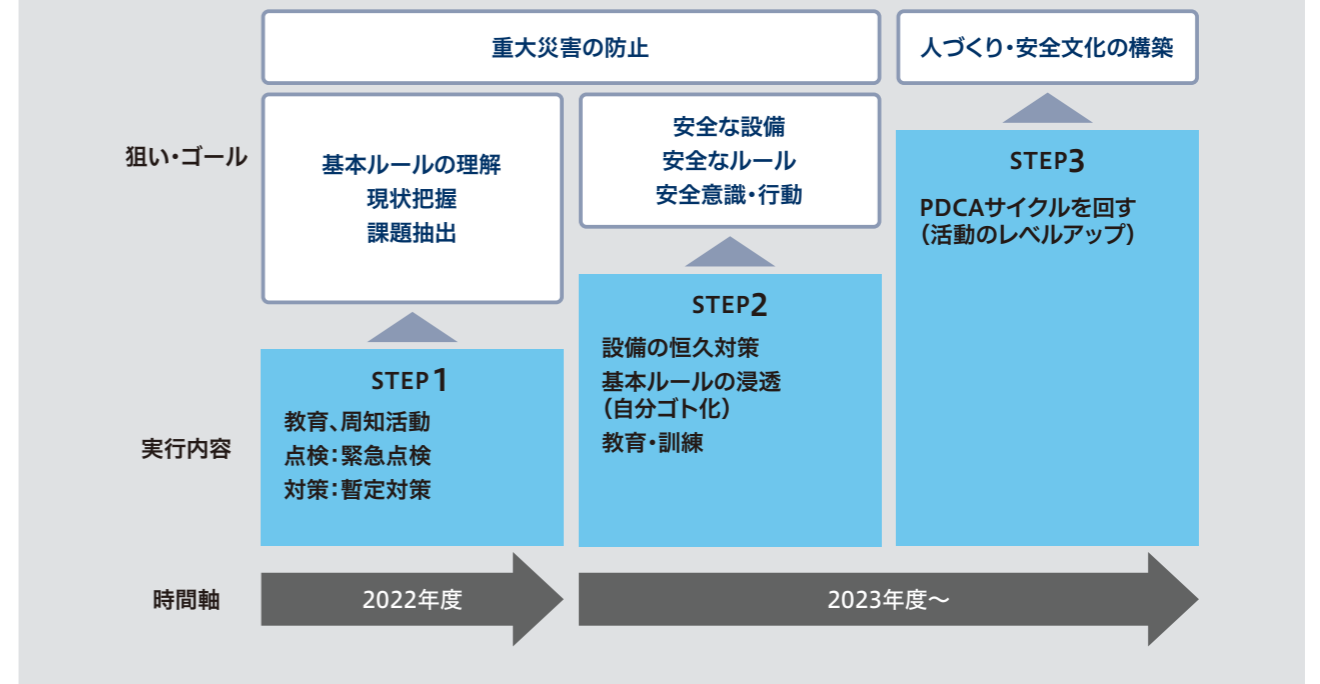 重大災害の防止
人づくり・安全文化の構築
狙い・ゴール
基本ルールの理解
現状把握
課題抽出
安全な設備
安全なルール
安全意識・行動
STEP3
PDCAサイクルを回す
（活動のレベルアップ）
STEP2
設備の恒久対策
基本ルールの浸透
（自分ゴト化）
教育・訓練
STEP1
教育、周知活動
点検：緊急点検
対策：暫定対策
実行内容
時間軸
2022年度
2023年度～